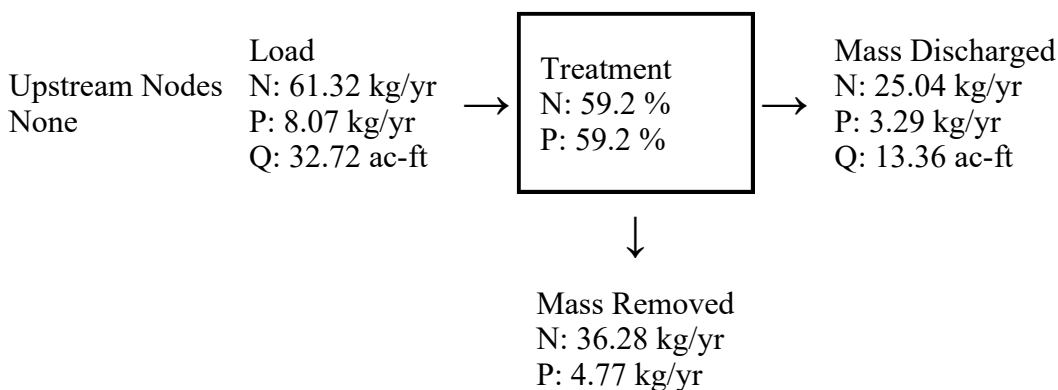 Upstream Nodes
None
Load
N: 61.32 kg/yr
P: 8.07 kg/yr
Q: 32.72 ac-ft
→
Treatment
N: 59.2 %
P: 59.2 %
→
Mass Discharged
N: 25.04 kg/yr
P: 3.29 kg/yr
Q: 13.36 ac-ft
↓
Mass Removed
N: 36.28 kg/yr
P: 4.77 kg/yr